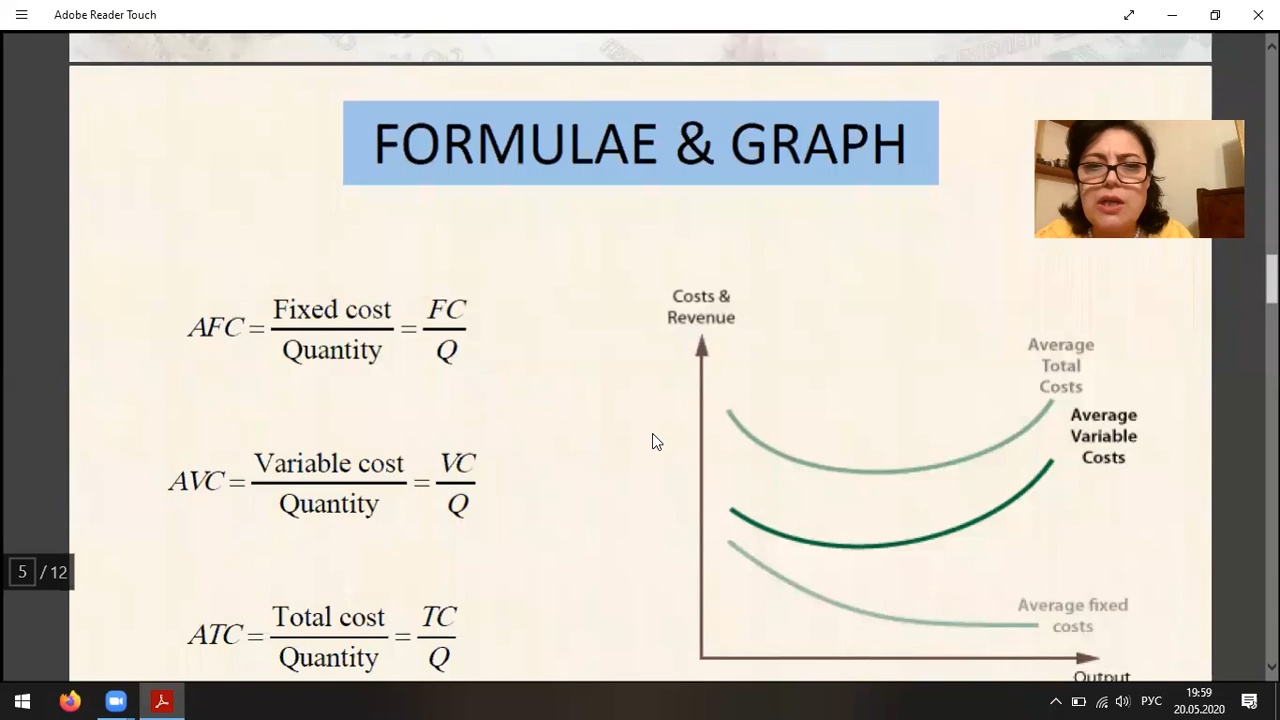 Adobe Reader Touch
FORMULAE & GRAPH
AFC = Fixed cost / Quantity = FC / Q
AVC = Variable cost / Quantity = VC / Q
ATC = Total cost / Quantity = TC / Q
Costs &
Revenue
Average
Total
Costs
Average
Variable
Costs
Average fixed
costs
Output
5 / 12
РУС
19:59
20.05.2020